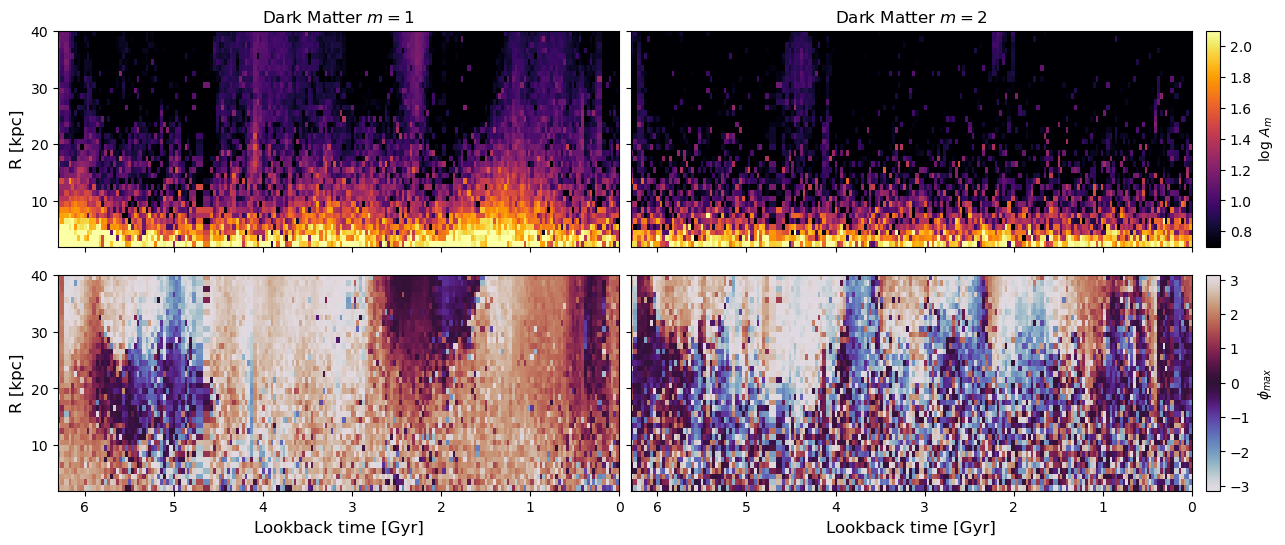 Dark Matter m = 1
Dark Matter m = 2
40
30
20
10
R [kpc]
2.0
1.8
1.6
1.4
1.2
1.0
0.8
log A_m
40
30
20
10
R [kpc]
6 5 4 3 2 1 0
Lookback time [Gyr]
6 5 4 3 2 1 0
Lookback time [Gyr]
3
2
1
0
−1
−2
−3
ϕ_max